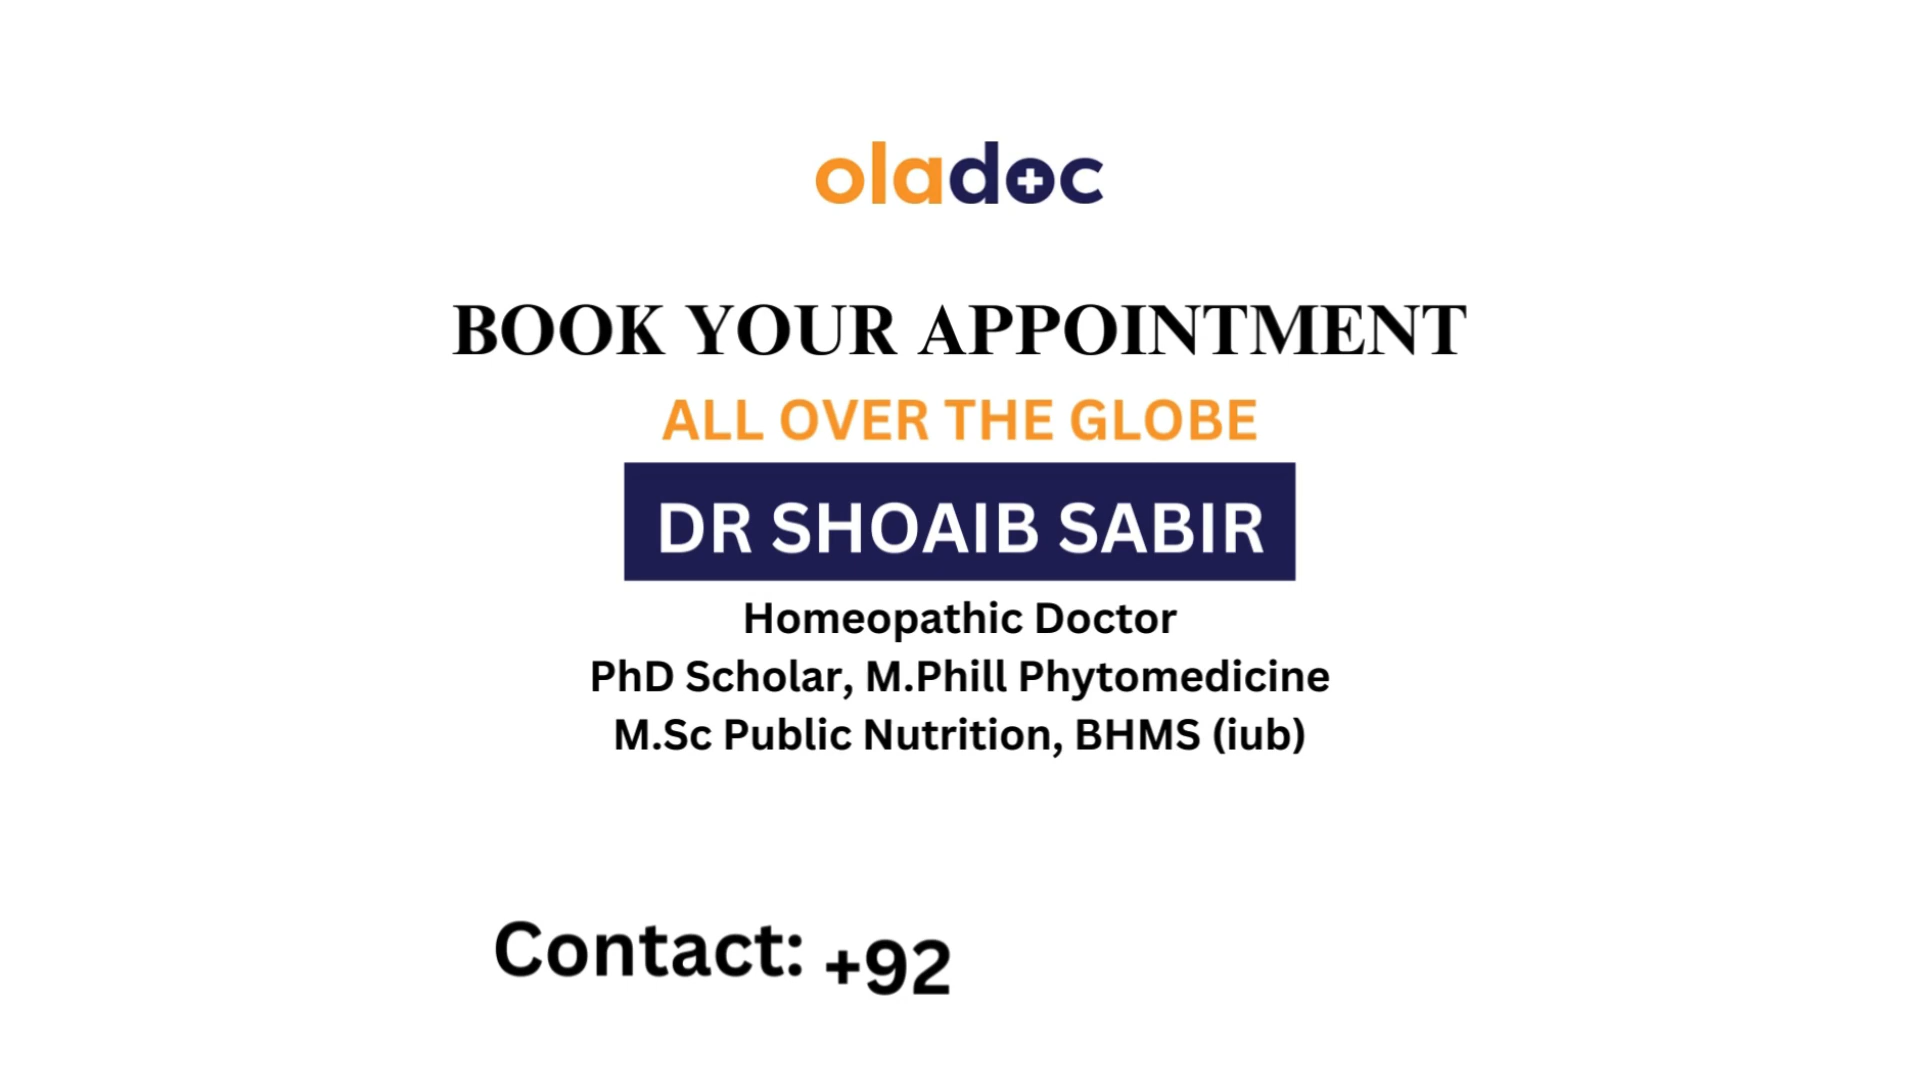 oladoc
BOOK YOUR APPOINTMENT
ALL OVER THE GLOBE
DR SHOAIB SABIR
Homeopathic Doctor
PhD Scholar, M.Phill Phytomedicine
M.Sc Public Nutrition, BHMS (iub)
Contact: +92